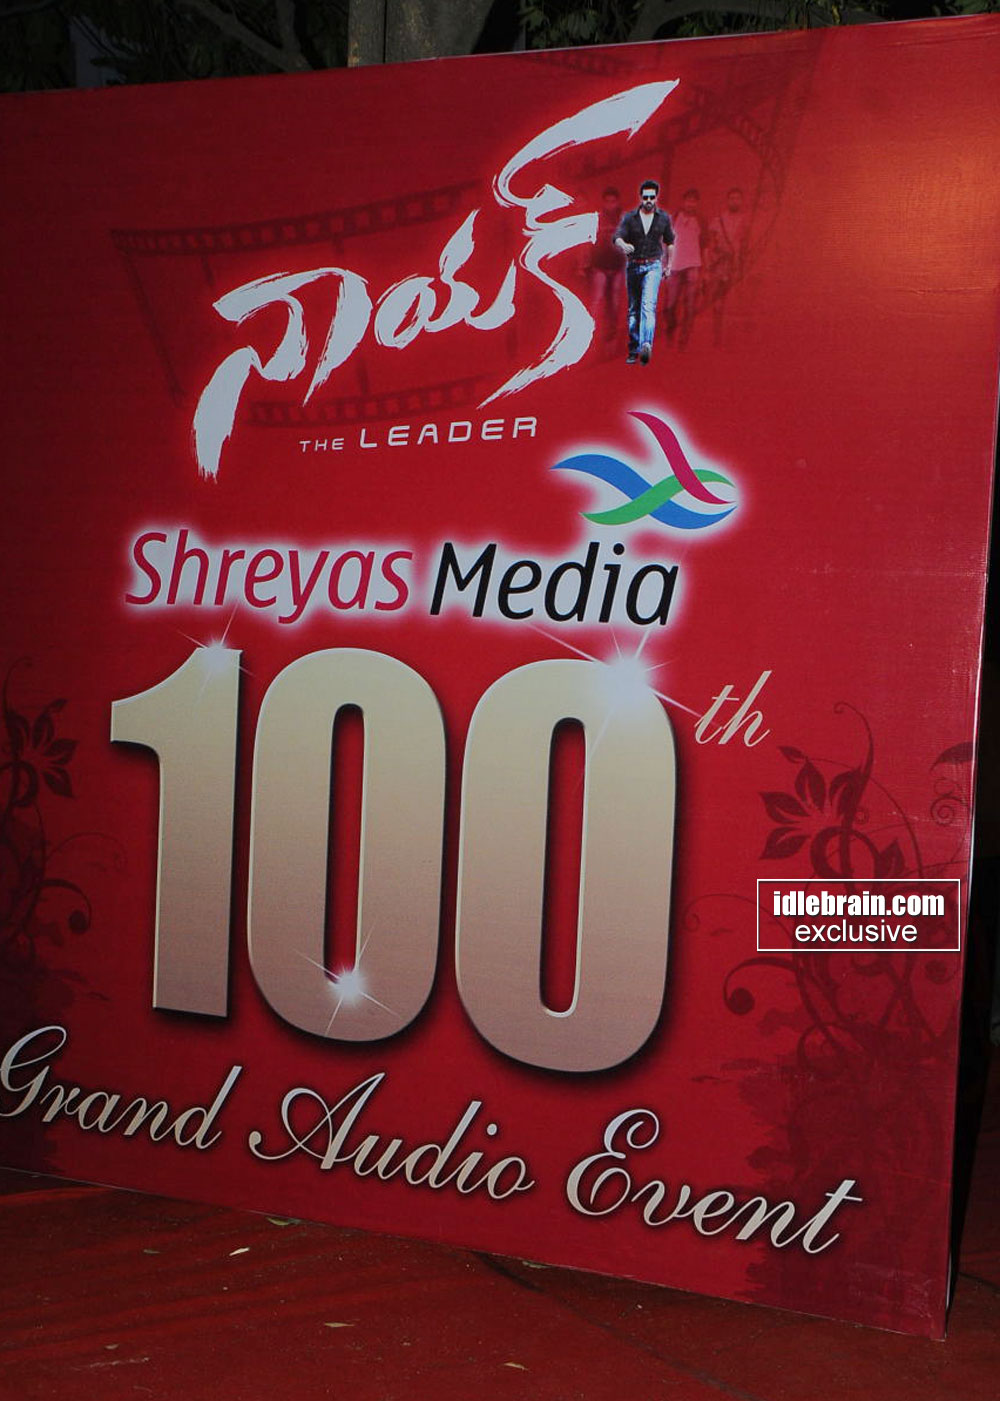 నాయక్
THE LEADER
Shreyas Media
100th
Grand Audio Event
idlebrain.com
exclusive